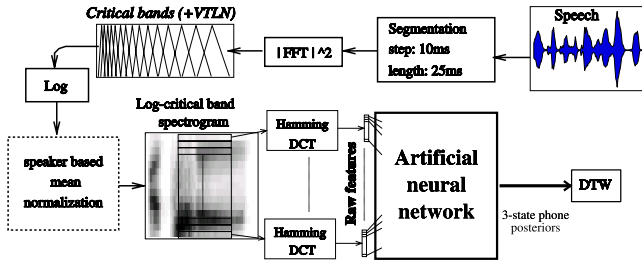 Critical bands (+VTLN)
| FFT | ^2
Segmentation
step: 10ms
length: 25ms
Speech
Log
Log-critical band
spectrogram
speaker based
mean
normalization
Hamming
DCT
Hamming
DCT
Raw features
Artificial
neural
network
3-state phone
posteriors
DTW